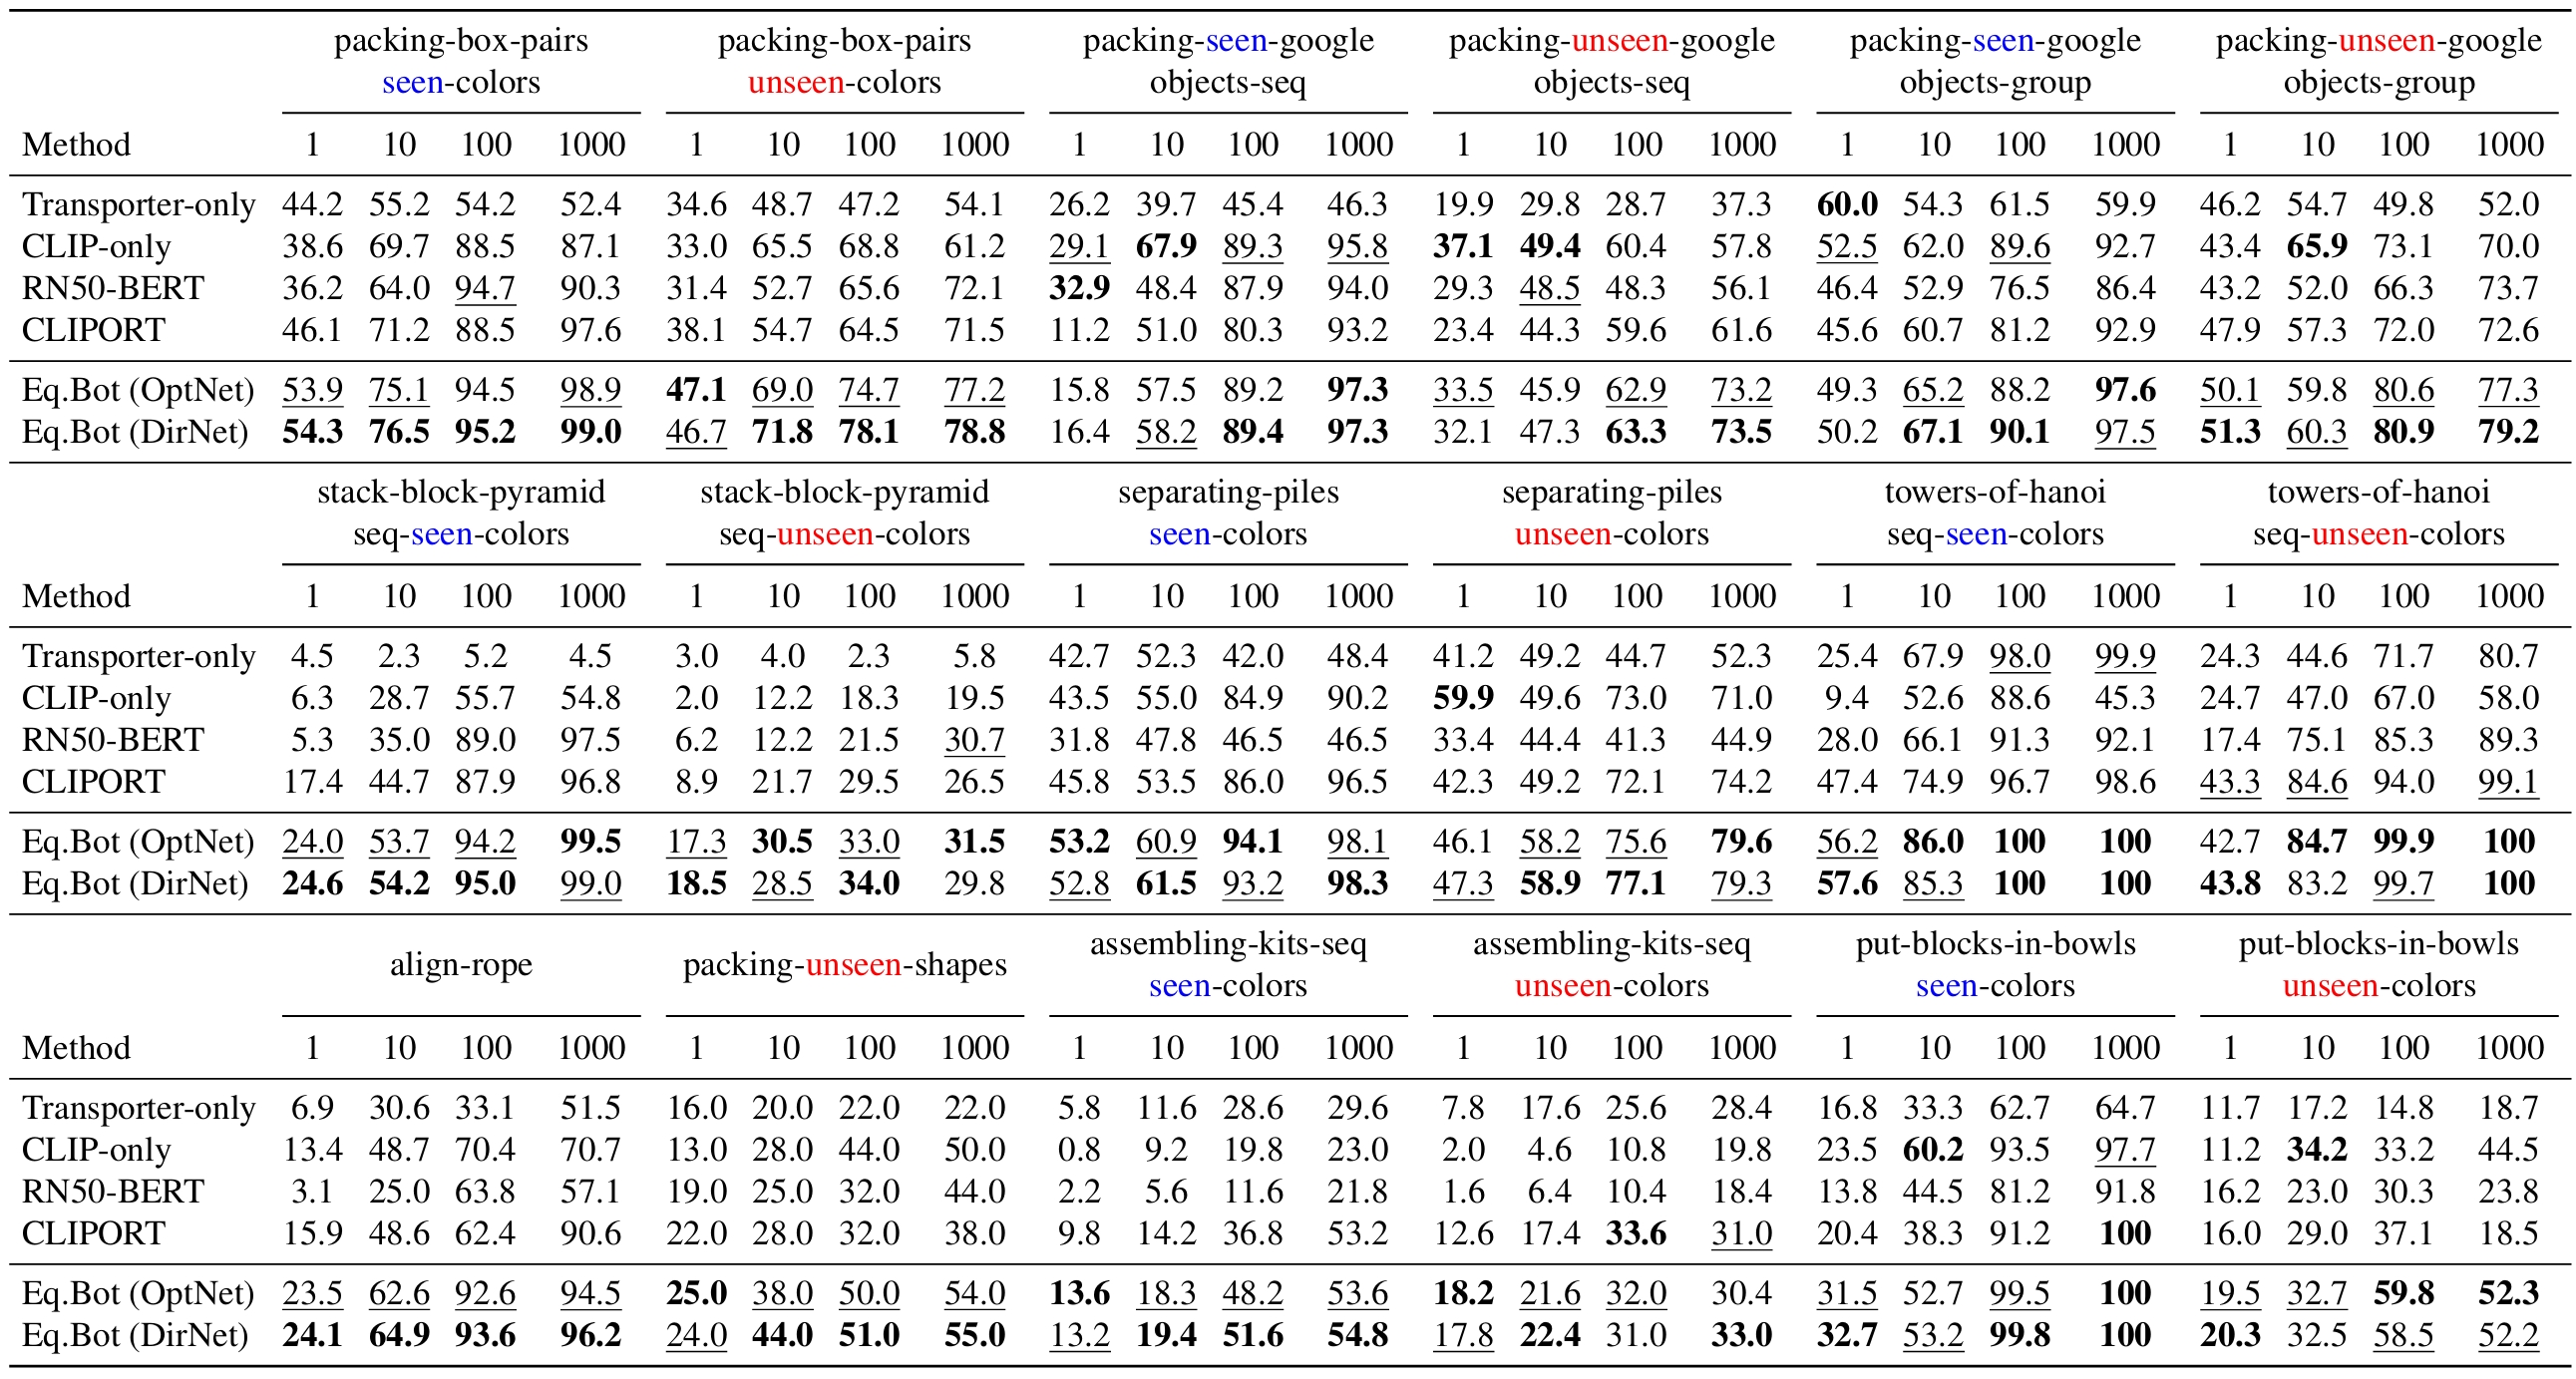 packing-box-pairs packing-box-pairs packing-seen-google packing-unseen-google packing-seen-google packing-unseen-google
seen-colors unseen-colors objects-seq objects-seq objects-group objects-group
Method 1 10 100 1000 1 10 100 1000 1 10 100 1000 1 10 100 1000 1 10 100 1000 1 10 100 1000
Transporter-only 44.2 55.2 54.2 52.4 34.6 48.7 47.2 54.1 26.2 39.7 45.4 46.3 19.9 29.8 28.7 37.3 60.0 54.3 61.5 59.9 46.2 54.7 49.8 52.0
CLIP-only 38.6 69.7 88.5 87.1 33.0 65.5 68.8 61.2 29.1 67.9 89.3 95.8 37.1 49.4 60.4 57.8 52.5 62.0 89.6 92.7 43.4 65.9 73.1 70.0
RN50-BERT 36.2 64.0 94.7 90.3 31.4 52.7 65.6 72.1 32.9 48.4 87.9 94.0 29.3 48.5 48.3 56.1 46.4 52.9 76.5 86.4 43.2 52.0 66.3 73.7
CLIPORT 46.1 71.2 88.5 97.6 38.1 54.7 64.5 71.5 11.2 51.0 80.3 93.2 23.4 44.3 59.6 61.6 45.6 60.7 81.2 92.9 47.9 57.3 72.0 72.6
Eq.Bot (OptNet) 53.9 75.1 94.5 98.9 47.1 69.0 74.7 77.2 15.8 57.5 89.2 97.3 33.5 45.9 62.9 73.2 49.3 65.2 88.2 97.6 50.1 59.8 80.6 77.3
Eq.Bot (DirNet) 54.3 76.5 95.2 99.0 46.7 71.8 78.1 78.8 16.4 58.2 89.4 97.3 32.1 47.3 63.3 73.5 50.2 67.1 90.1 97.5 51.3 60.3 80.9 79.2
stack-block-pyramid stack-block-pyramid separating-piles separating-piles towers-of-hanoi towers-of-hanoi
seq-seen-colors seq-unseen-colors seen-colors unseen-colors seq-seen-colors seq-unseen-colors
Method 1 10 100 1000 1 10 100 1000 1 10 100 1000 1 10 100 1000 1 10 100 1000 1 10 100 1000
Transporter-only 4.5 2.3 5.2 4.5 3.0 4.0 2.3 5.8 42.7 52.3 42.0 48.4 41.2 49.2 44.7 52.3 25.4 67.9 98.0 99.9 24.3 44.6 71.7 80.7
CLIP-only 6.3 28.7 55.7 54.8 2.0 12.2 18.3 19.5 43.5 55.0 84.9 90.2 59.9 49.6 73.0 71.0 9.4 52.6 88.6 45.3 24.7 47.0 67.0 58.0
RN50-BERT 5.3 35.0 89.0 97.5 6.2 12.2 21.5 30.7 31.8 47.8 46.5 46.5 33.4 44.4 41.3 44.9 28.0 66.1 91.3 92.1 17.4 75.1 85.3 89.3
CLIPORT 17.4 44.7 87.9 96.8 8.9 21.7 29.5 26.5 45.8 53.5 86.0 96.5 42.3 49.2 72.1 74.2 47.4 74.9 96.7 98.6 43.3 84.6 94.0 99.1
Eq.Bot (OptNet) 24.0 53.7 94.2 99.5 17.3 30.5 33.0 31.5 53.2 60.9 94.1 98.1 46.1 58.2 75.6 79.6 56.2 86.0 100 100 42.7 84.7 99.9 100
Eq.Bot (DirNet) 24.6 54.2 95.0 99.0 18.5 28.5 34.0 29.8 52.8 61.5 93.2 98.3 47.3 58.9 77.1 79.3 57.6 85.3 100 100 43.8 83.2 99.7 100
align-rope packing-unseen-shapes assembling-kits-seq assembling-kits-seq put-blocks-in-bowls put-blocks-in-bowls
seen-colors unseen-colors seen-colors unseen-colors
Method 1 10 100 1000 1 10 100 1000 1 10 100 1000 1 10 100 1000 1 10 100 1000 1 10 100 1000
Transporter-only 6.9 30.6 33.1 51.5 16.0 20.0 22.0 22.0 5.8 11.6 28.6 29.6 7.8 17.6 25.6 28.4 16.8 33.3 62.7 64.7 11.7 17.2 14.8 18.7
CLIP-only 13.4 48.7 70.4 70.7 13.0 28.0 44.0 50.0 0.8 9.2 19.8 23.0 2.0 4.6 10.8 19.8 23.5 60.2 93.5 97.7 11.2 34.2 33.2 44.5
RN50-BERT 3.1 25.0 63.8 57.1 19.0 25.0 32.0 44.0 2.2 5.6 11.6 21.8 1.6 6.4 10.4 18.4 13.8 44.5 81.2 91.8 16.2 23.0 30.3 23.8
CLIPORT 15.9 48.6 62.4 90.6 22.0 28.0 32.0 38.0 9.8 14.2 36.8 53.2 12.6 17.4 33.6 31.0 20.4 38.3 91.2 100 16.0 29.0 37.1 18.5
Eq.Bot (OptNet) 23.5 62.6 92.6 94.5 25.0 38.0 50.0 54.0 13.6 18.3 48.2 53.6 18.2 21.6 32.0 30.4 31.5 52.7 99.5 100 19.5 32.7 59.8 52.3
Eq.Bot (DirNet) 24.1 64.9 93.6 96.2 24.0 44.0 51.0 55.0 13.2 19.4 51.6 54.8 17.8 22.4 31.0 33.0 32.7 53.2 99.8 100 20.3 32.5 58.5 52.2